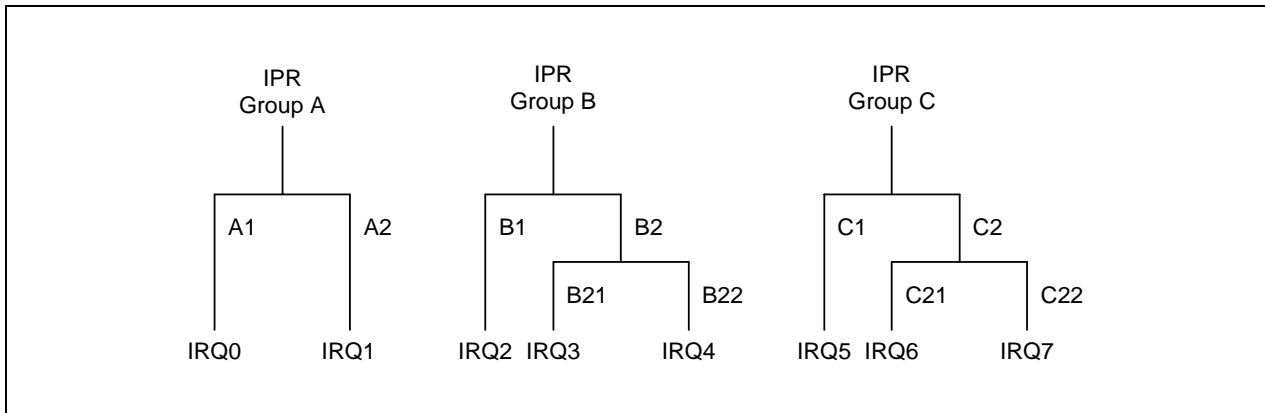 IPR
Group A
IPR
Group B
IPR
Group C
A1
A2
B1
B2
C1
C2
B21
B22
C21
C22
IRQ0
IRQ1
IRQ2
IRQ3
IRQ4
IRQ5
IRQ6
IRQ7